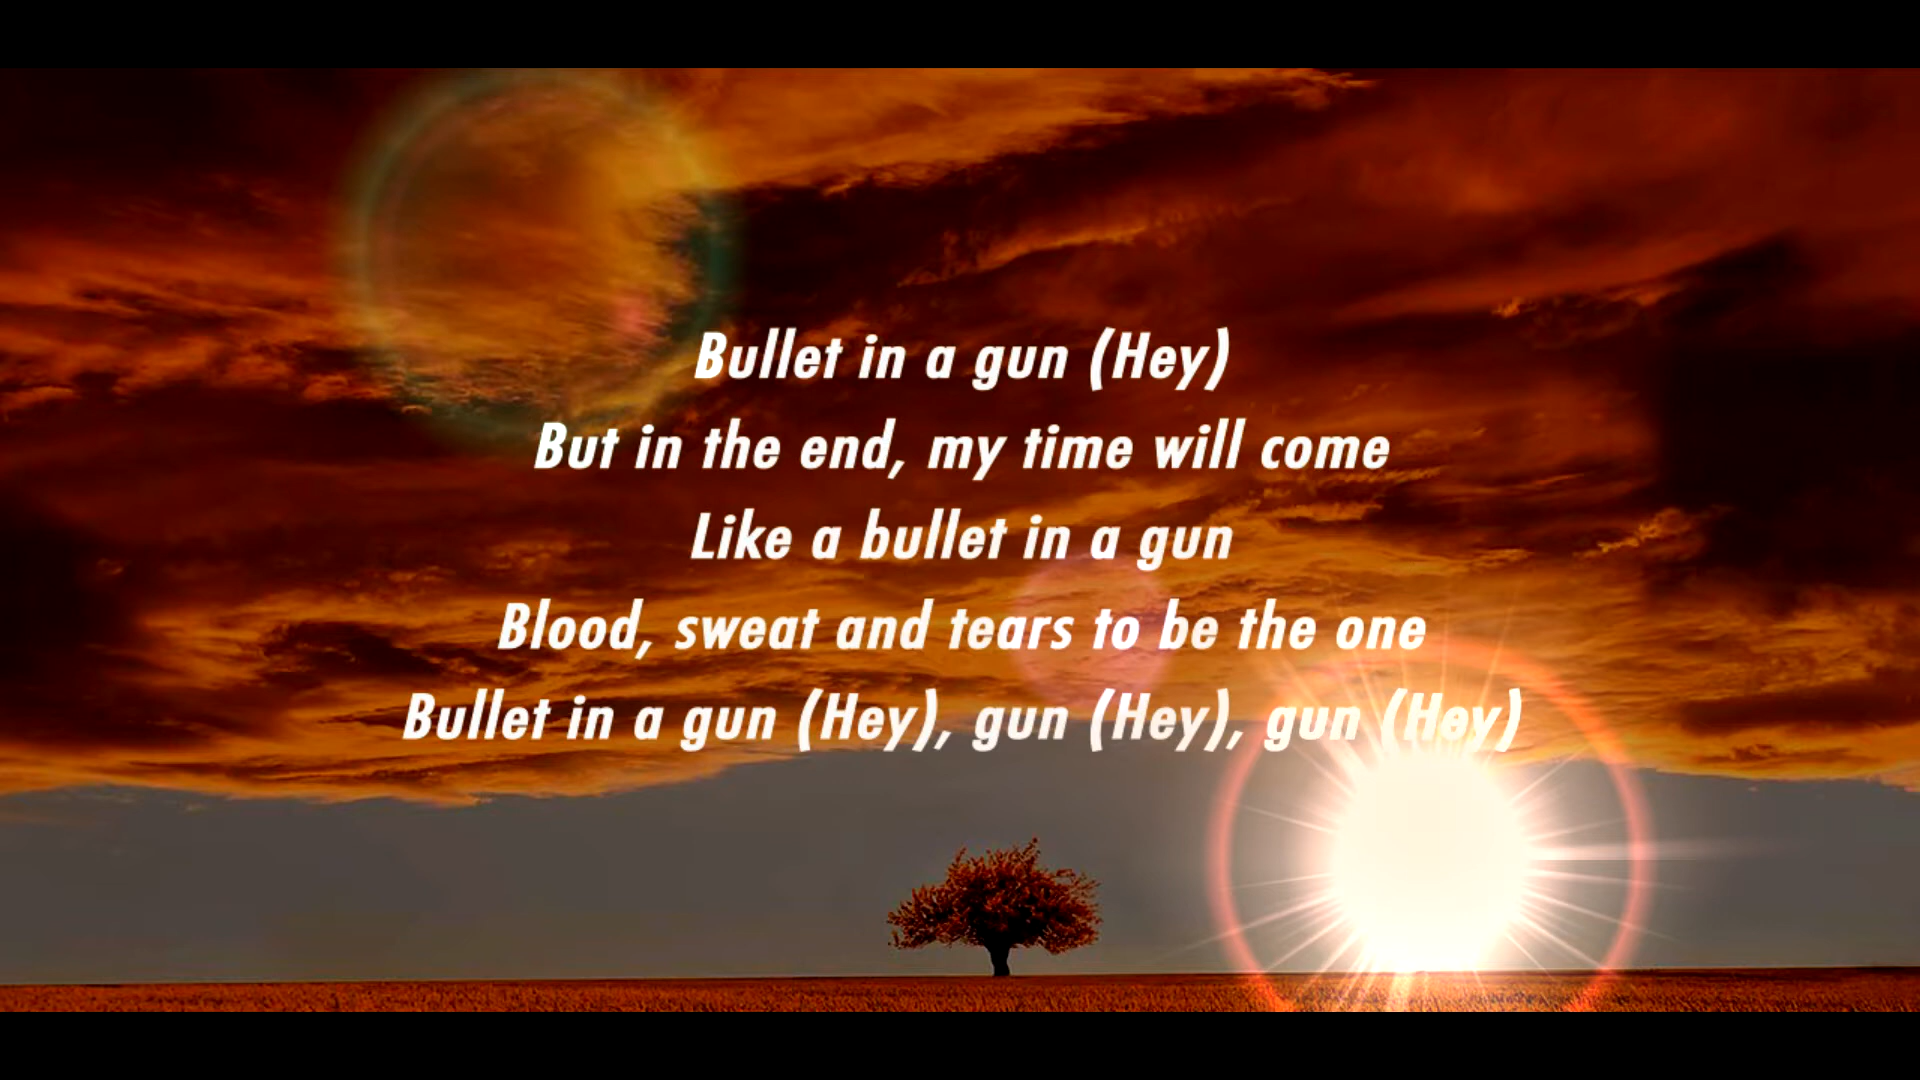 Bullet in a gun (Hey)
But in the end, my time will come
Like a bullet in a gun
Blood, sweat and tears to be the one
Bullet in a gun (Hey), gun (Hey), gun (Hey)